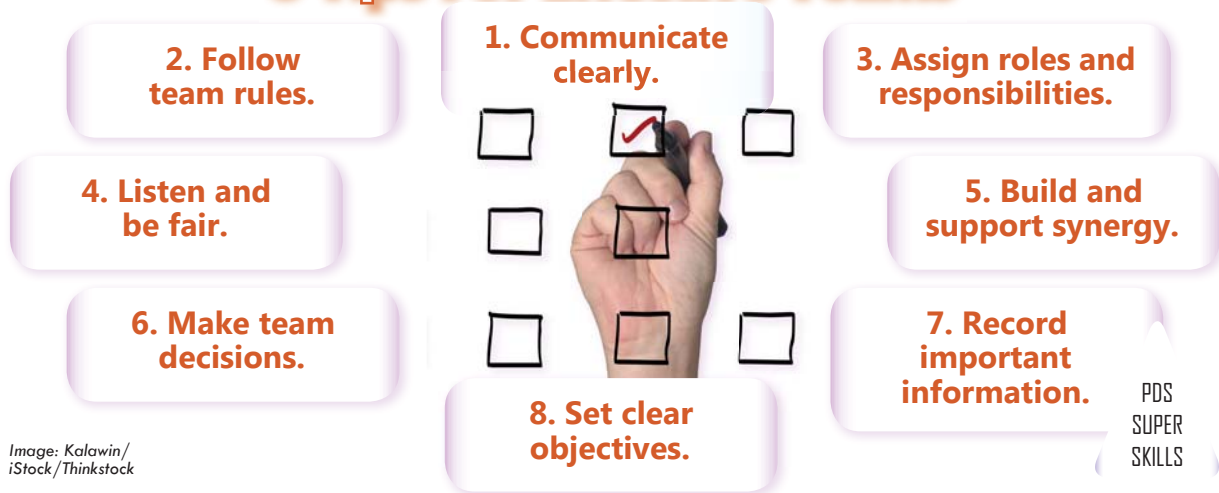 1. Communicate
clearly.
2. Follow
team rules.
3. Assign roles and
responsibilities.
4. Listen and
be fair.
5. Build and
support synergy.
6. Make team
decisions.
7. Record
important
information.
8. Set clear
objectives.
PDS
SUPER
SKILLS
Image: Kalawin/
iStock/Thinkstock